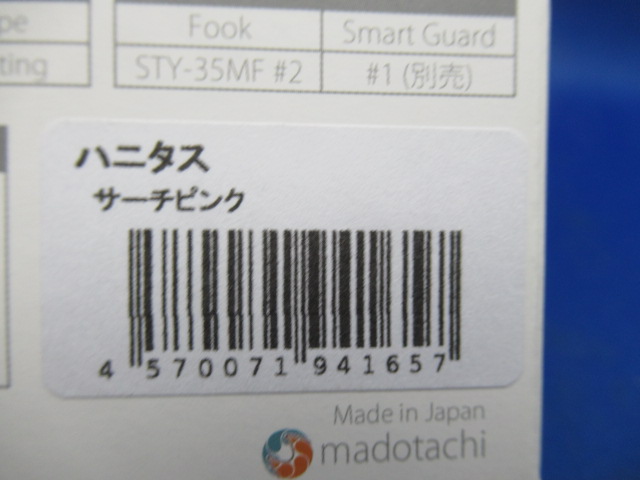 pe
Fook
Smart Guard
ting
STY-35MF #2
#1 (別売)
ハニタス
サーチピンク
4 570071 941657
Made in Japan
madotachi